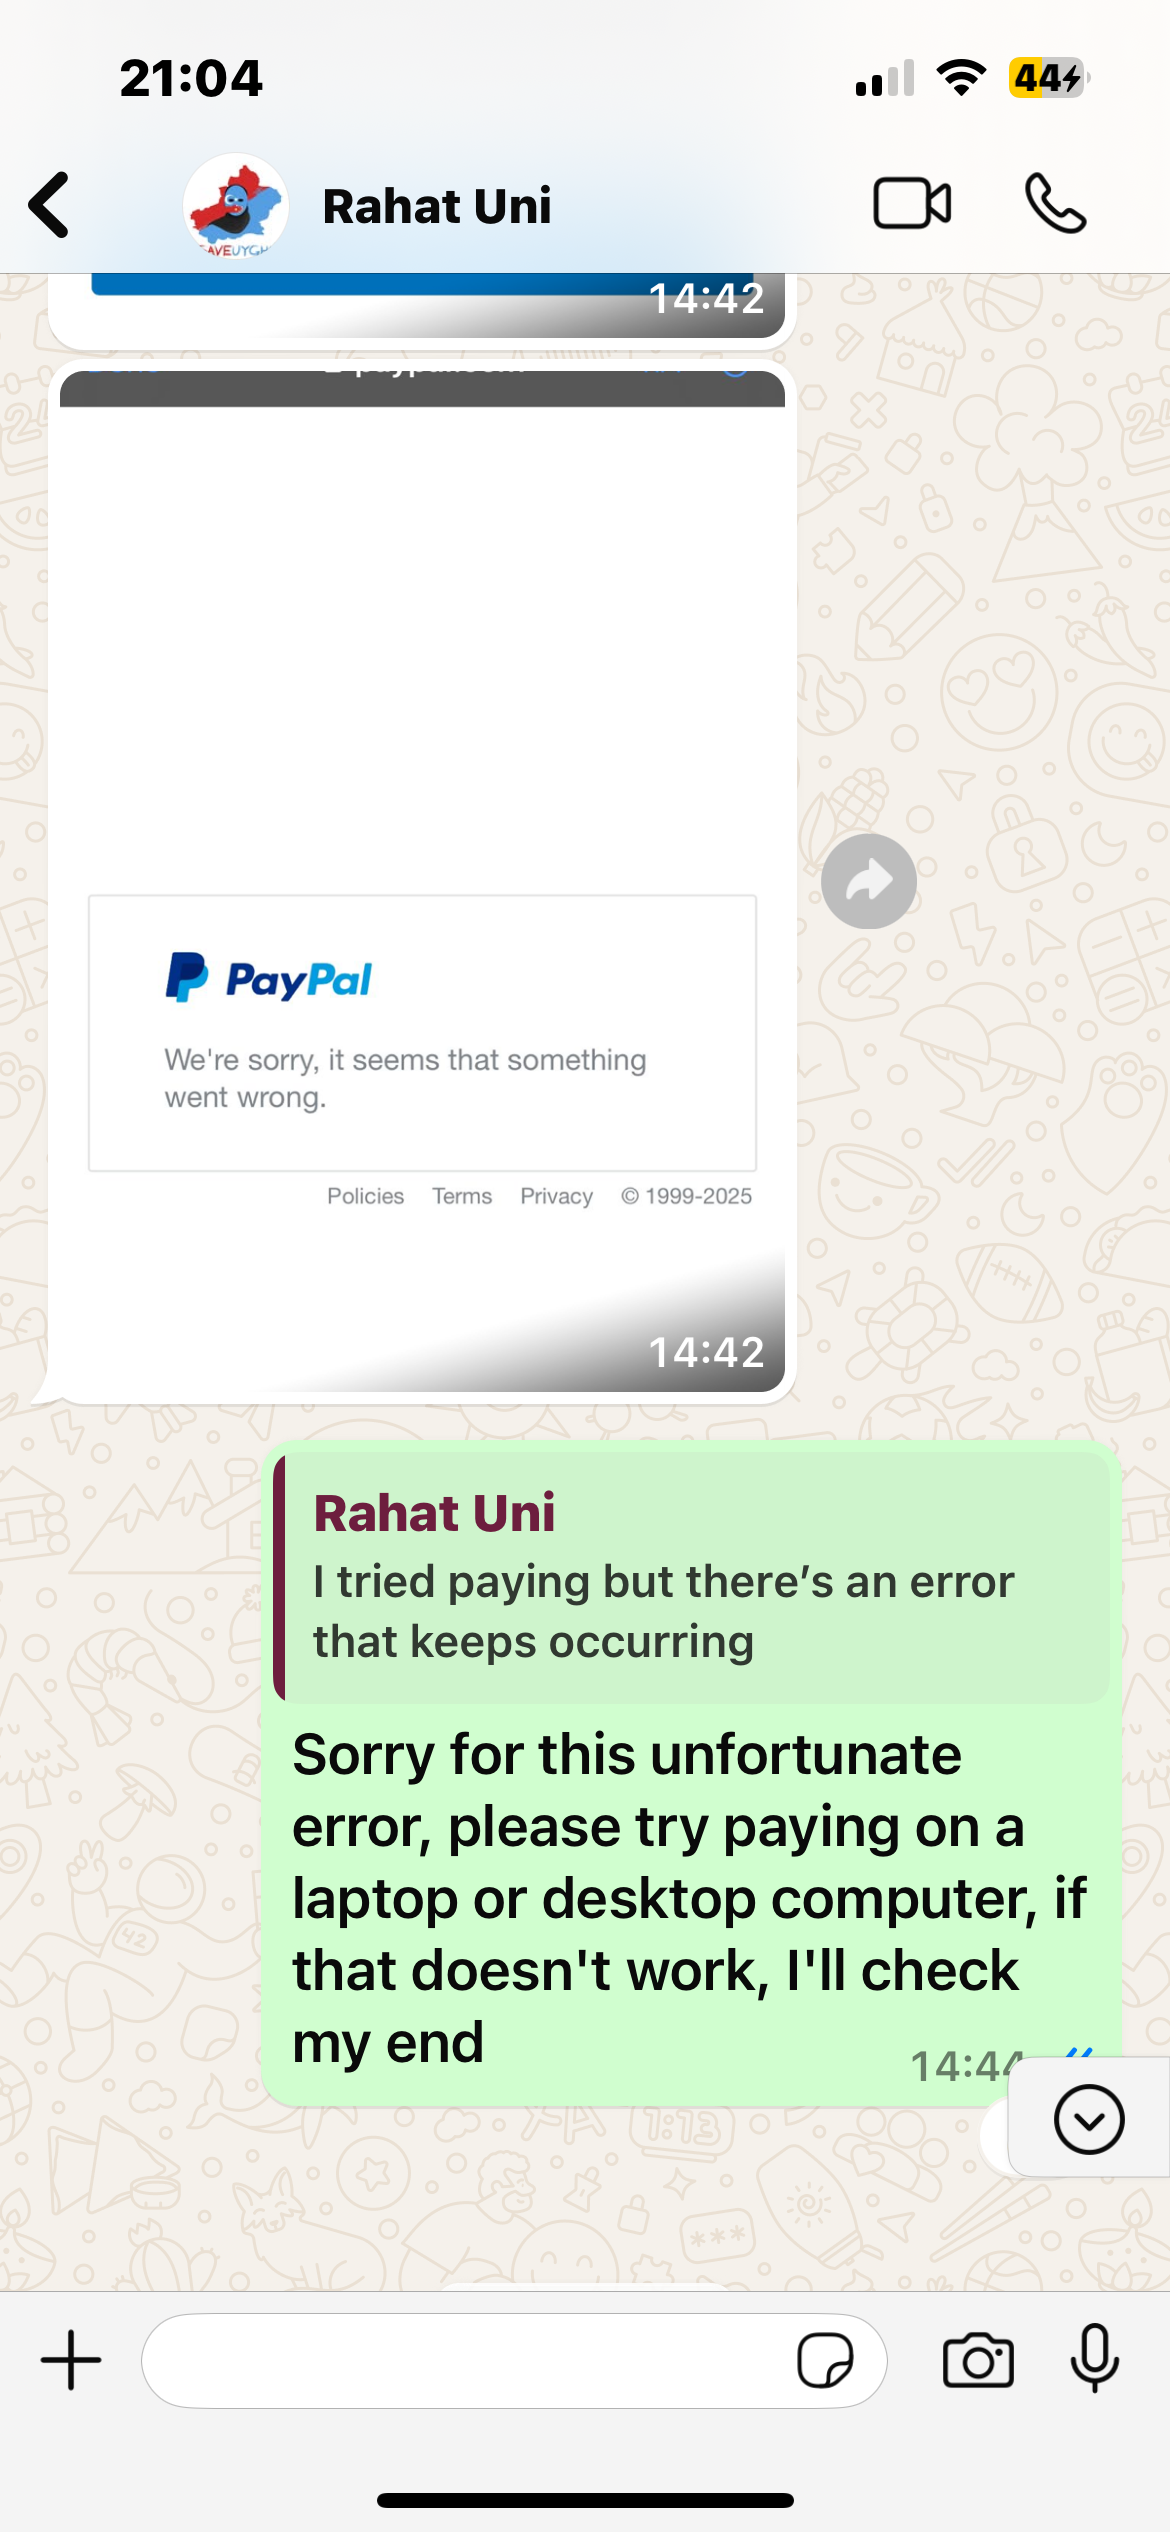 21:04
44
Rahat Uni
14:42
PayPal
We're sorry, it seems that something
went wrong.
Policies Terms Privacy © 1999-2025
14:42
Rahat Uni
I tried paying but there’s an error
that keeps occurring
Sorry for this unfortunate
error, please try paying on a
laptop or desktop computer, if
that doesn't work, I'll check
my end
14:44